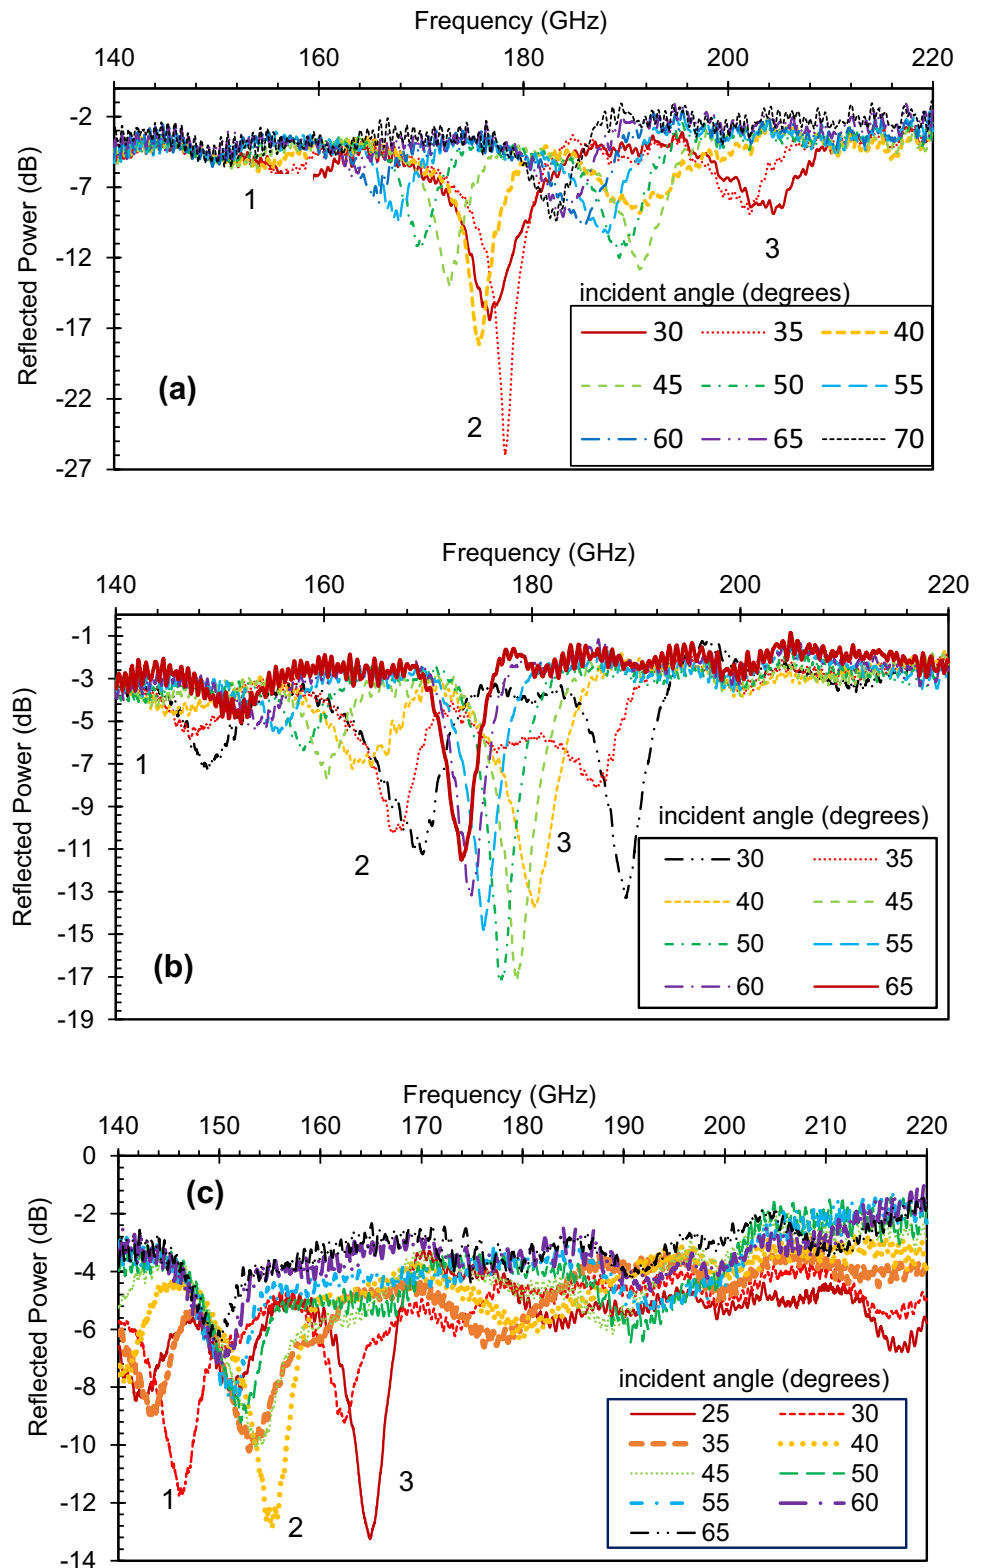 Frequency (GHz)
140 160 180 200 220
Reflected Power (dB)
-2
-7
-12
-17
-22
-27
1
2
3
(a)
incident angle (degrees)
30 35 40
45 50 55
60 65 70
Frequency (GHz)
140 160 180 200 220
Reflected Power (dB)
-1
-3
-5
-7
-9
-11
-13
-15
-17
-19
1
2
3
(b)
incident angle (degrees)
30 35
40 45
50 55
60 65
Frequency (GHz)
140 150 160 170 180 190 200 210 220
Reflected Power (dB)
0
-2
-4
-6
-8
-10
-12
-14
(c)
1
2
3
incident angle (degrees)
25 30
35 40
45 50
55 60
65